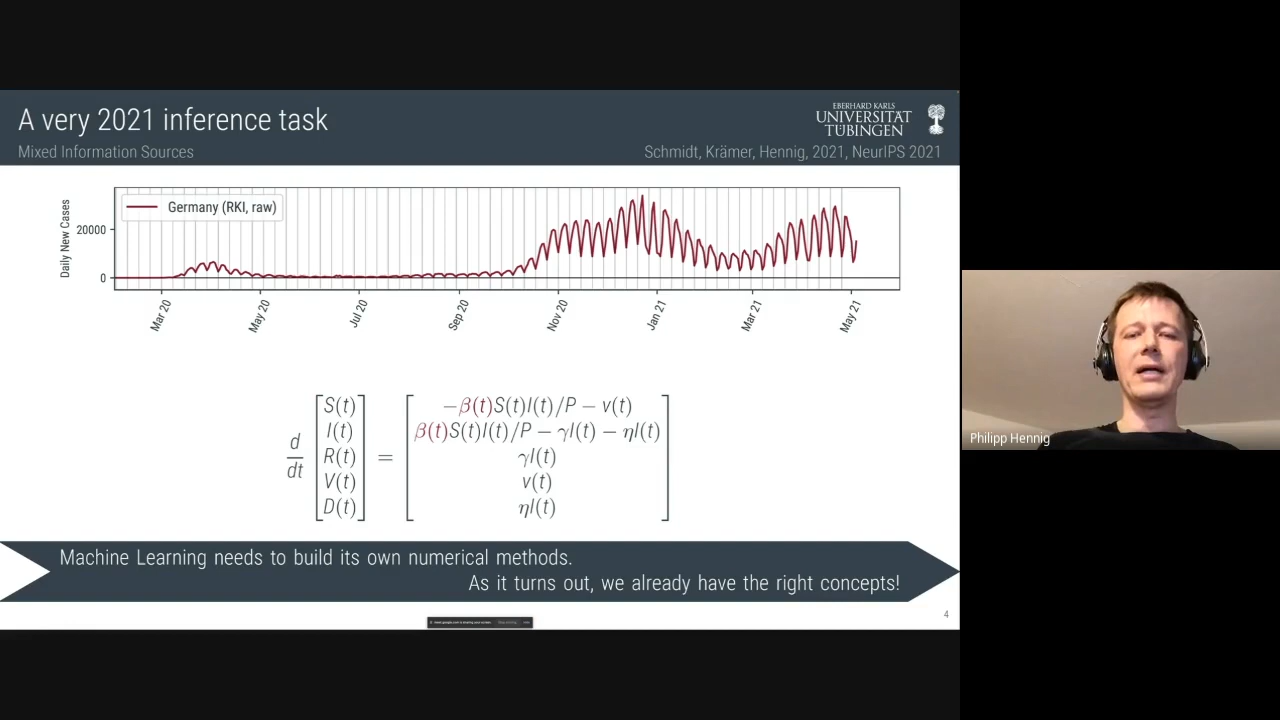 A very 2021 inference task
EBERHARD KARLS
UNIVERSITÄT
TÜBINGEN
Mixed Information Sources
Schmidt, Krämer, Hennig, 2021, NeurIPS 2021
Daily New Cases
Germany (RKI, raw)
20000
0
Mar 20
May 20
Jul 20
Sep 20
Nov 20
Jan 21
Mar 21
May 21
d
dt
S(t)
I(t)
R(t)
V(t)
D(t)
=
−β(t)S(t)I(t)/P − v(t)
β(t)S(t)I(t)/P − γI(t) − ηI(t)
γI(t)
v(t)
ηI(t)
Machine Learning needs to build its own numerical methods.
As it turns out, we already have the right concepts!
4
Philipp Hennig